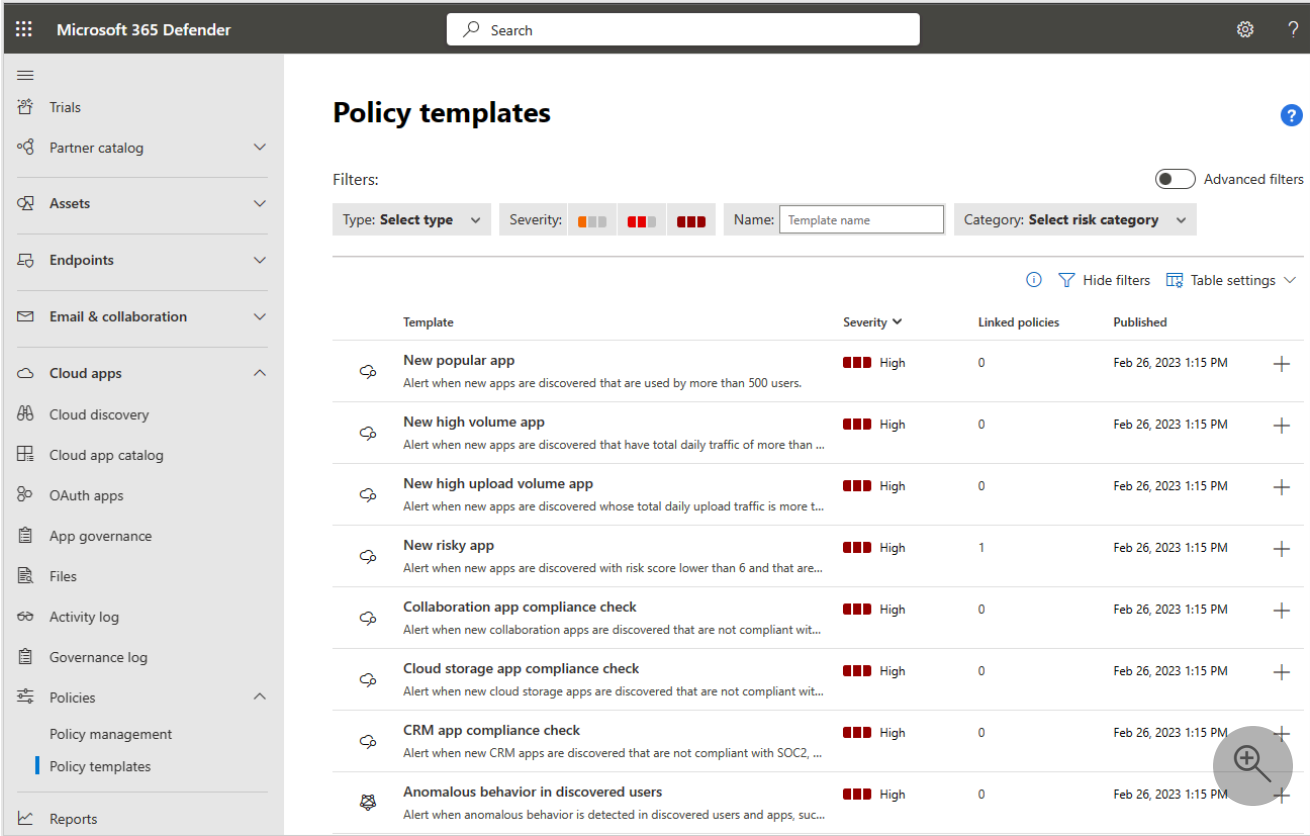 Microsoft 365 Defender
Search
?
Trials
Partner catalog
Assets
Endpoints
Email & collaboration
Cloud apps
Cloud discovery
Cloud app catalog
OAuth apps
App governance
Files
Activity log
Governance log
Policies
Policy management
Policy templates
Reports
Policy templates
?
Filters:
Advanced filters
Type: Select type Severity: Name: Template name Category: Select risk category
Hide filters Table settings
Template Severity Linked policies Published
New popular app High 0 Feb 26, 2023 1:15 PM
Alert when new apps are discovered that are used by more than 500 users.
New high volume app High 0 Feb 26, 2023 1:15 PM
Alert when new apps are discovered that have total daily traffic of more than ...
New high upload volume app High 0 Feb 26, 2023 1:15 PM
Alert when new apps are discovered whose total daily upload traffic is more t...
New risky app High 1 Feb 26, 2023 1:15 PM
Alert when new apps are discovered with risk score lower than 6 and that are...
Collaboration app compliance check High 0 Feb 26, 2023 1:15 PM
Alert when new collaboration apps are discovered that are not compliant wit...
Cloud storage app compliance check High 0 Feb 26, 2023 1:15 PM
Alert when new cloud storage apps are discovered that are not compliant wit...
CRM app compliance check High 0 Feb 26, 2023 1:15 PM
Alert when new CRM apps are discovered that are not compliant with SOC2, ...
Anomalous behavior in discovered users High 0 Feb 26, 2023 1:15 PM
Alert when anomalous behavior is detected in discovered users and apps, suc...